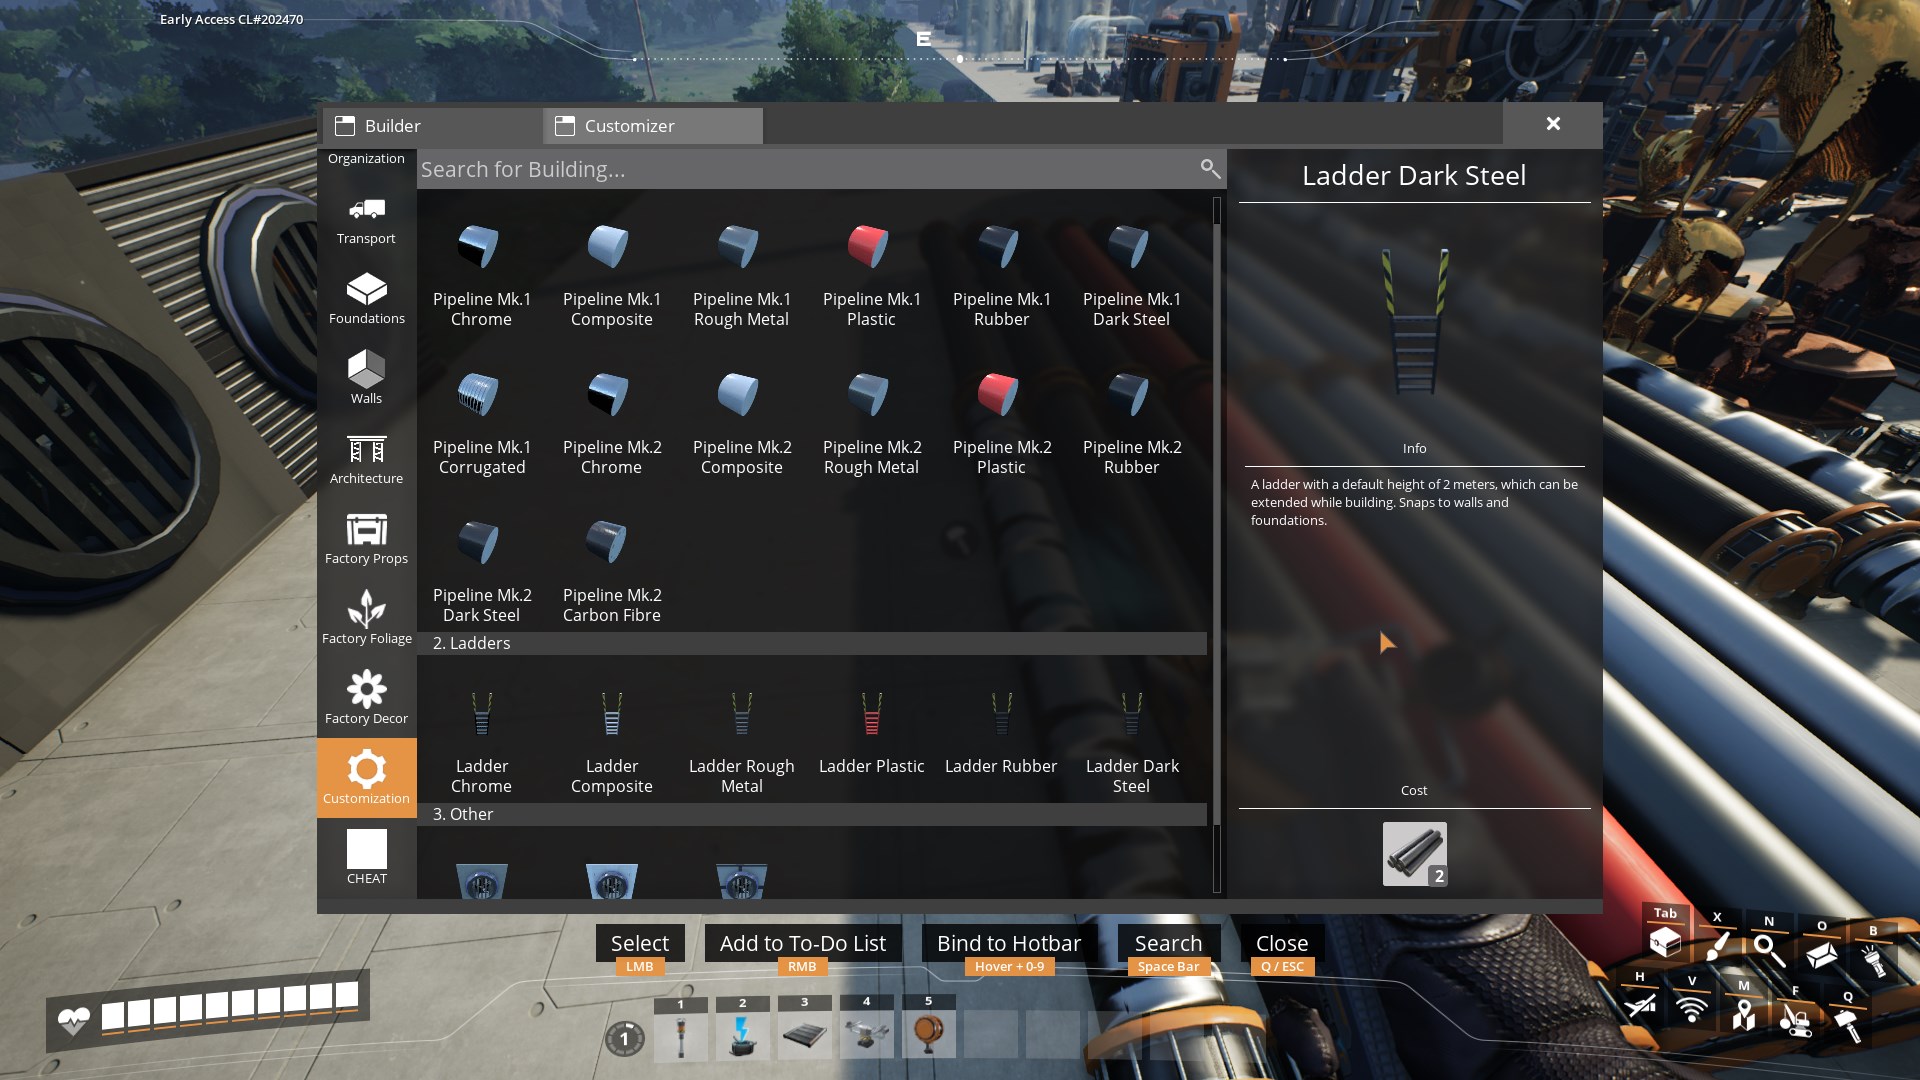 Early Access CL#202470
E
Builder
Customizer
Organization
Transport
Foundations
Walls
Architecture
Factory Props
Factory Foliage
Factory Decor
Customization
CHEAT
Search for Building...
Pipeline Mk.1
Chrome
Pipeline Mk.1
Composite
Pipeline Mk.1
Rough Metal
Pipeline Mk.1
Plastic
Pipeline Mk.1
Rubber
Pipeline Mk.1
Dark Steel
Pipeline Mk.1
Corrugated
Pipeline Mk.2
Chrome
Pipeline Mk.2
Composite
Pipeline Mk.2
Rough Metal
Pipeline Mk.2
Plastic
Pipeline Mk.2
Rubber
Pipeline Mk.2
Dark Steel
Pipeline Mk.2
Carbon Fibre
2. Ladders
Ladder
Chrome
Ladder
Composite
Ladder Rough
Metal
Ladder Plastic
Ladder Rubber
Ladder Dark
Steel
3. Other
Ladder Dark Steel
Info
A ladder with a default height of 2 meters, which can be
extended while building. Snaps to walls and
foundations.
Cost
2
Select
LMB
Add to To-Do List
RMB
Bind to Hotbar
Hover + 0-9
Search
Space Bar
Close
Q / ESC
1
1
2
3
4
5
Tab
X
N
O
B
H
V
M
F
Q